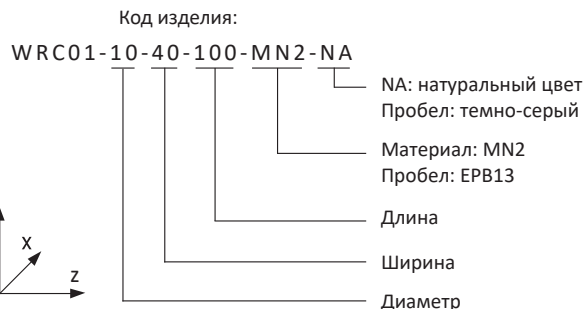 Код изделия:
WRC01-10-40-100-MN2-NA
NA: натуральный цвет
Пробел: темно-серый
Материал: MN2
Пробел: EPB13
Длина
X
Ширина
Z
Диаметр